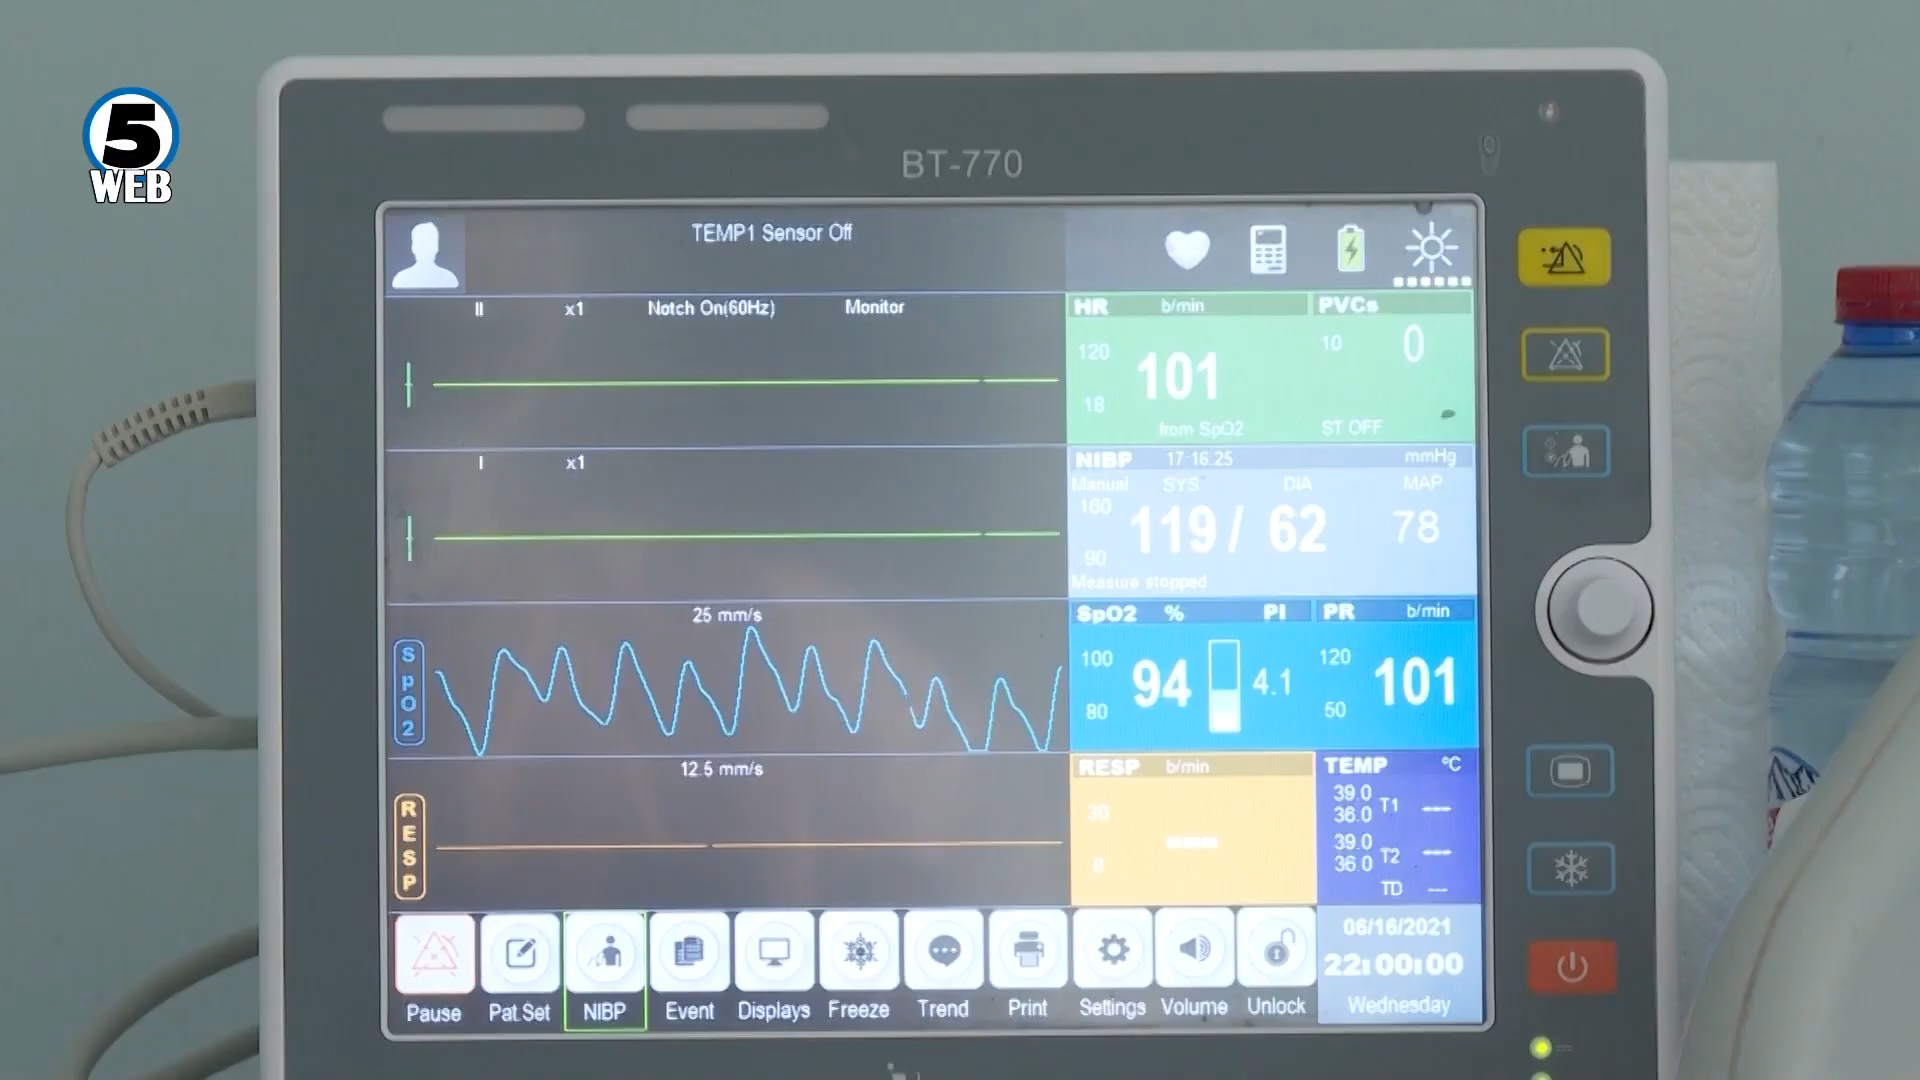 5
WEB
BT-770
TEMP1 Sensor Off
II x1 Notch On(60Hz) Monitor
HR b/min PVCs
120 101 10 0
18 from SpO2 ST OFF
I x1
NIBP 17:16:25 mmHg
Manual SYS DIA MAP
160 119 / 62 78
90
Measure stopped
25 mm/s
SpO2
SpO2 % PI PR b/min
100 94 4.1 120 101
80 50
12.5 mm/s
RESP
RESP b/min
30 ---
8
TEMP °C
39.0
36.0 T1 ---
39.0
36.0 T2 ---
TD ---
Pause Pat Set NIBP Event Displays Freeze Trend Print Settings Volume Unlock
06/16/2021
22:00:00
Wednesday